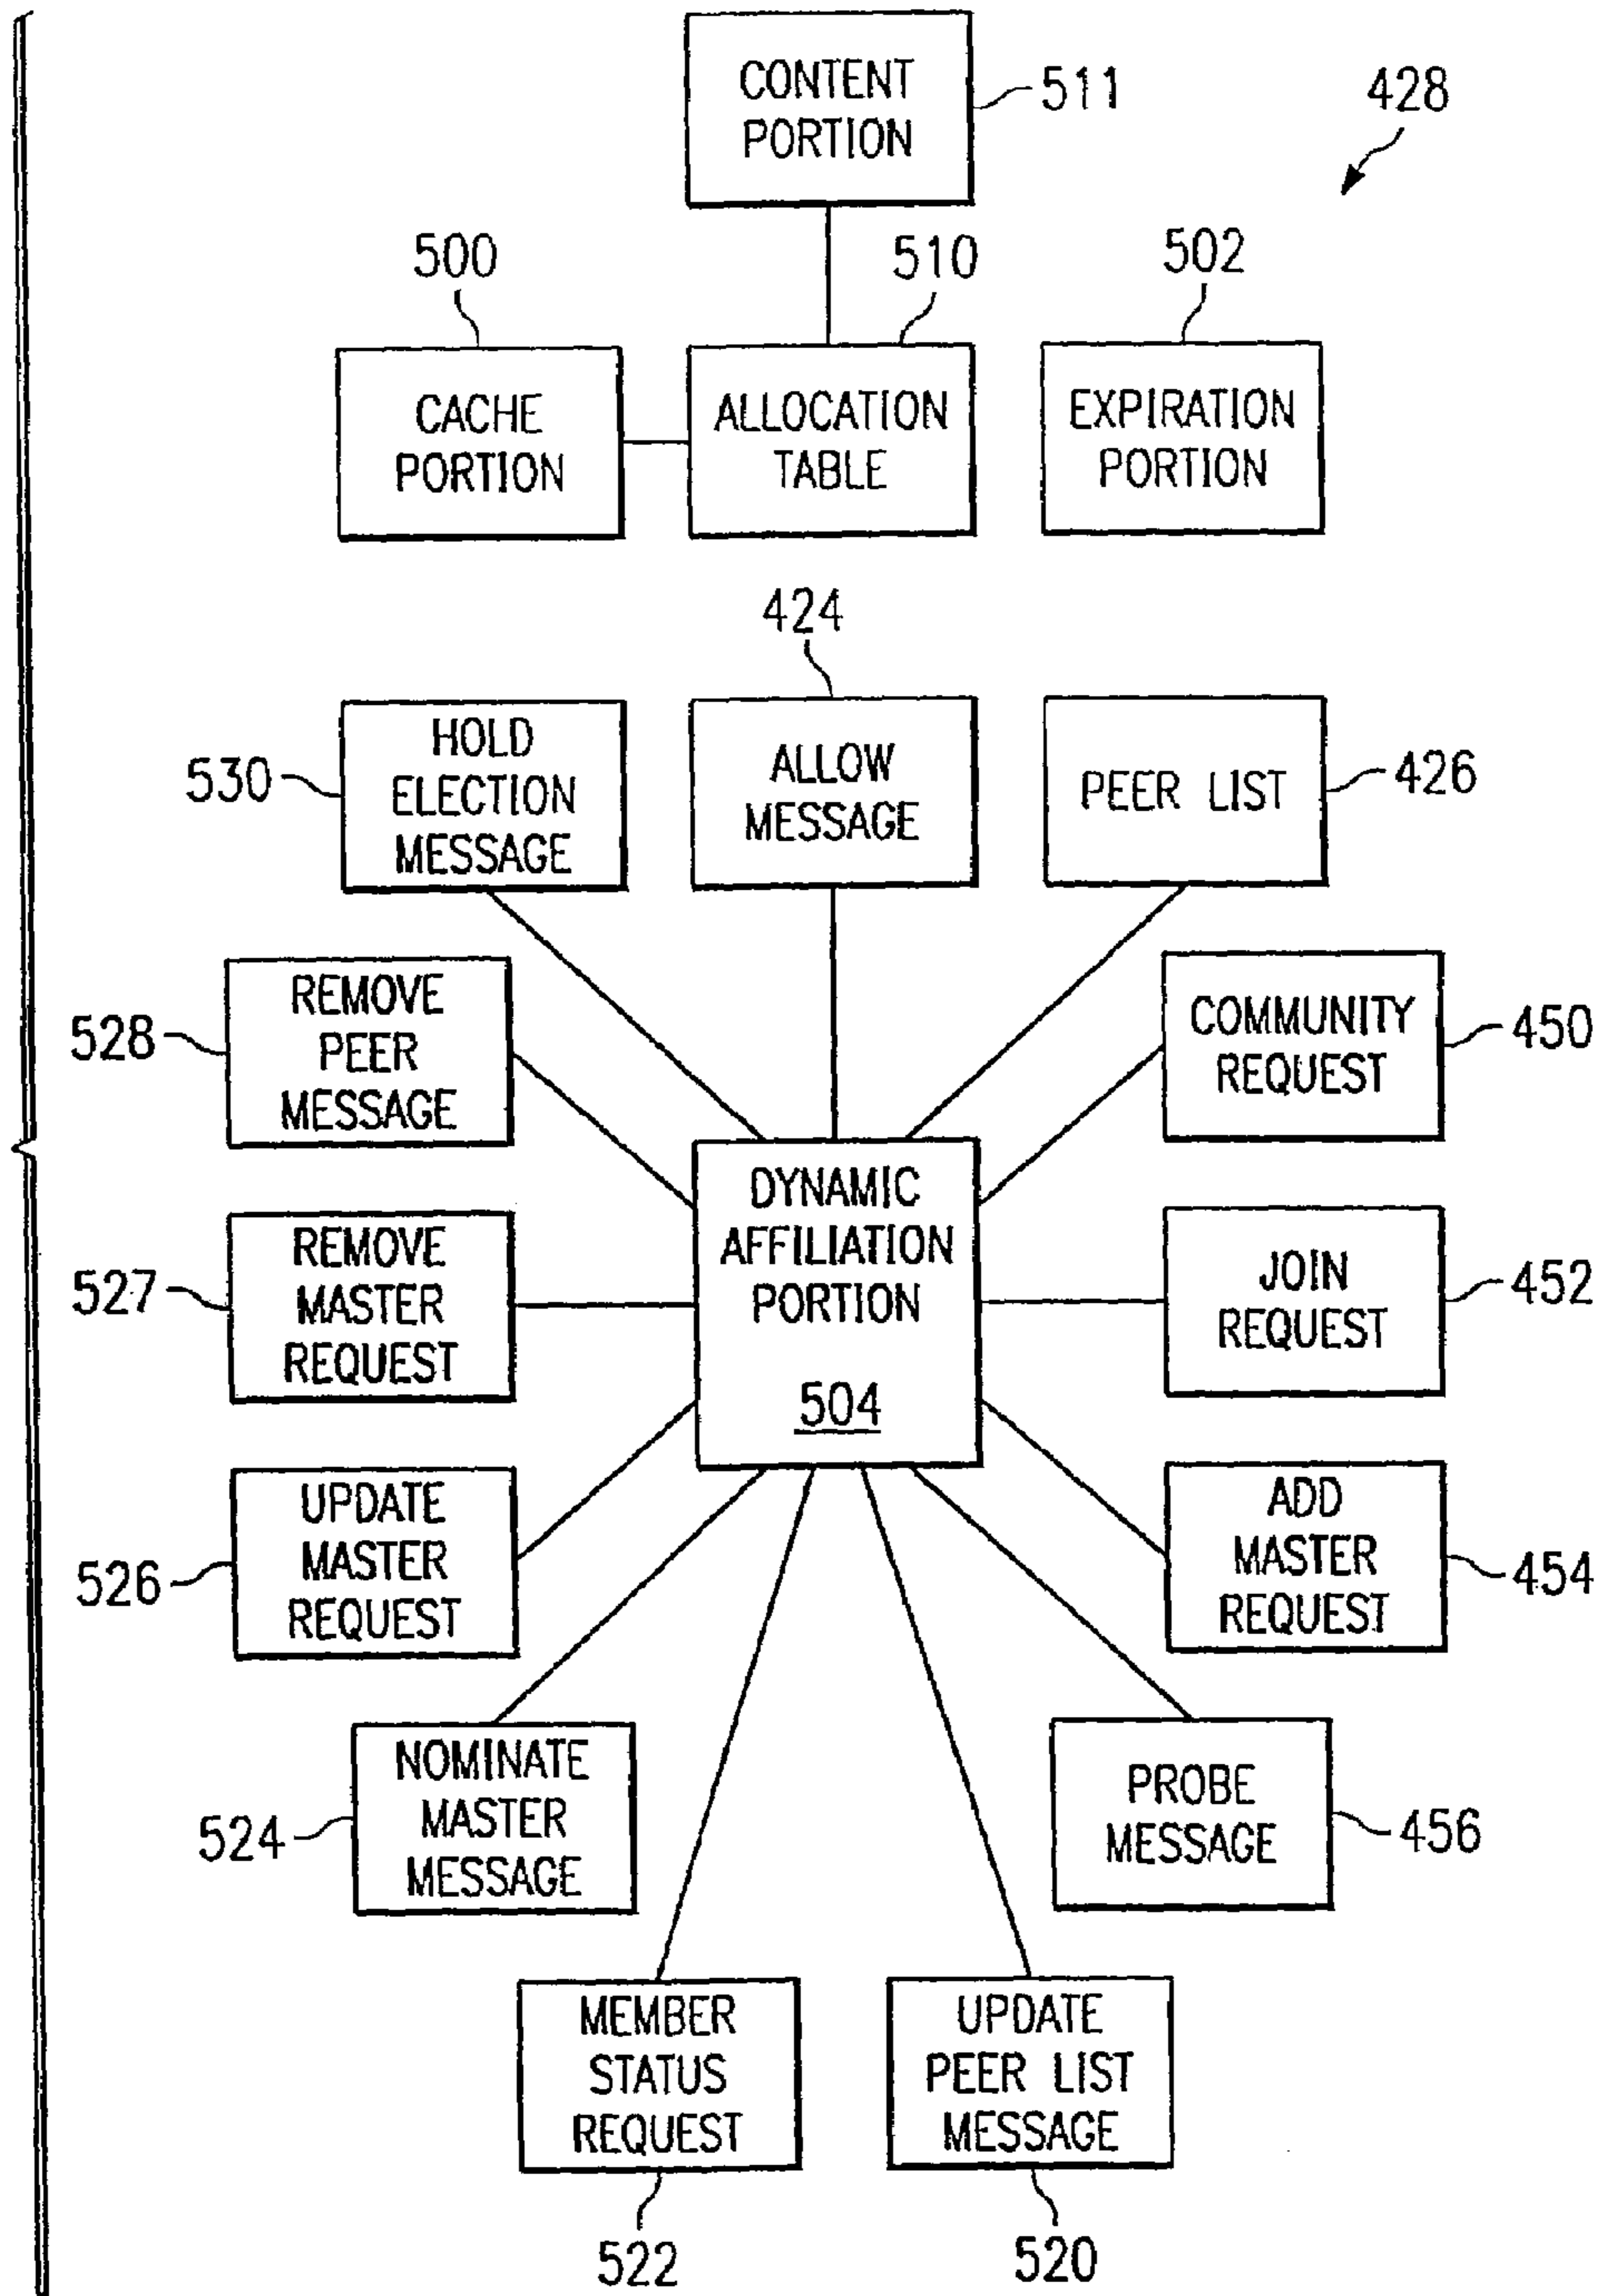 CONTENT
PORTION
511
428
500
510
502
CACHE
PORTION
ALLOCATION
TABLE
EXPIRATION
PORTION
424
530
HOLD
ELECTION
MESSAGE
ALLOW
MESSAGE
PEER LIST
426
528
REMOVE
PEER
MESSAGE
COMMUNITY
REQUEST
450
DYNAMIC
AFFILIATION
PORTION
504
527
REMOVE
MASTER
REQUEST
JOIN
REQUEST
452
526
UPDATE
MASTER
REQUEST
ADD
MASTER
REQUEST
454
524
NOMINATE
MASTER
MESSAGE
PROBE
MESSAGE
456
MEMBER
STATUS
REQUEST
UPDATE
PEER LIST
MESSAGE
522
520